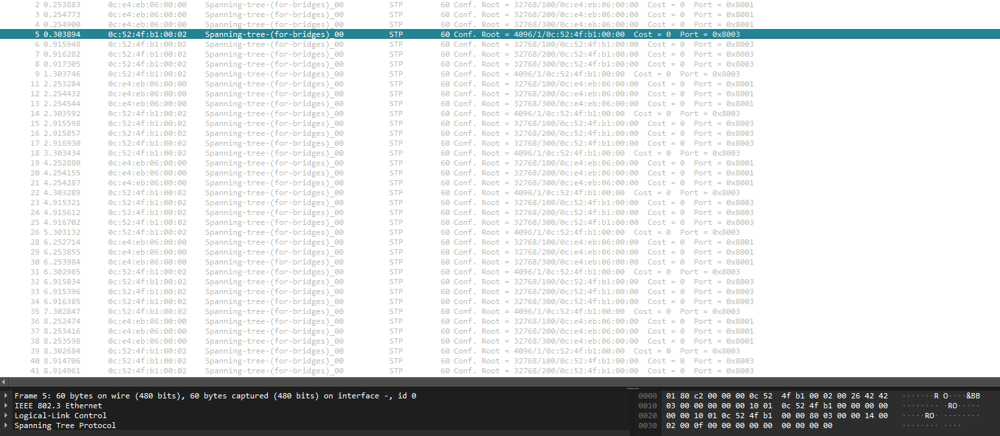 2 0.253883 0c:e4:eb:06:00:00 Spanning-tree-(for-bridges)_00 STP 60 Conf. Root = 32768/100/0c:e4:eb:06:00:00 Cost = 0 Port = 0x8001
3 0.254773 0c:e4:eb:06:00:00 Spanning-tree-(for-bridges)_00 STP 60 Conf. Root = 32768/200/0c:e4:eb:06:00:00 Cost = 0 Port = 0x8001
4 0.254900 0c:e4:eb:06:00:00 Spanning-tree-(for-bridges)_00 STP 60 Conf. Root = 32768/300/0c:e4:eb:06:00:00 Cost = 0 Port = 0x8001
5 0.303894 0c:52:4f:b1:00:02 Spanning-tree-(for-bridges)_00 STP 60 Conf. Root = 4096/1/0c:52:4f:b1:00:00 Cost = 0 Port = 0x8003
6 0.915948 0c:52:4f:b1:00:02 Spanning-tree-(for-bridges)_00 STP 60 Conf. Root = 32768/100/0c:52:4f:b1:00:00 Cost = 0 Port = 0x8003
7 0.916282 0c:52:4f:b1:00:02 Spanning-tree-(for-bridges)_00 STP 60 Conf. Root = 32768/200/0c:52:4f:b1:00:00 Cost = 0 Port = 0x8003
8 0.917305 0c:52:4f:b1:00:02 Spanning-tree-(for-bridges)_00 STP 60 Conf. Root = 32768/300/0c:52:4f:b1:00:00 Cost = 0 Port = 0x8003
9 1.303746 0c:52:4f:b1:00:02 Spanning-tree-(for-bridges)_00 STP 60 Conf. Root = 4096/1/0c:52:4f:b1:00:00 Cost = 0 Port = 0x8003
11 2.253284 0c:e4:eb:06:00:00 Spanning-tree-(for-bridges)_00 STP 60 Conf. Root = 32768/100/0c:e4:eb:06:00:00 Cost = 0 Port = 0x8001
12 2.254432 0c:e4:eb:06:00:00 Spanning-tree-(for-bridges)_00 STP 60 Conf. Root = 32768/200/0c:e4:eb:06:00:00 Cost = 0 Port = 0x8001
13 2.254544 0c:e4:eb:06:00:00 Spanning-tree-(for-bridges)_00 STP 60 Conf. Root = 32768/300/0c:e4:eb:06:00:00 Cost = 0 Port = 0x8001
14 2.303592 0c:52:4f:b1:00:02 Spanning-tree-(for-bridges)_00 STP 60 Conf. Root = 4096/1/0c:52:4f:b1:00:00 Cost = 0 Port = 0x8003
15 2.915598 0c:52:4f:b1:00:02 Spanning-tree-(for-bridges)_00 STP 60 Conf. Root = 32768/100/0c:52:4f:b1:00:00 Cost = 0 Port = 0x8003
16 2.915857 0c:52:4f:b1:00:02 Spanning-tree-(for-bridges)_00 STP 60 Conf. Root = 32768/200/0c:52:4f:b1:00:00 Cost = 0 Port = 0x8003
17 2.916930 0c:52:4f:b1:00:02 Spanning-tree-(for-bridges)_00 STP 60 Conf. Root = 32768/300/0c:52:4f:b1:00:00 Cost = 0 Port = 0x8003
18 3.303434 0c:52:4f:b1:00:02 Spanning-tree-(for-bridges)_00 STP 60 Conf. Root = 4096/1/0c:52:4f:b1:00:00 Cost = 0 Port = 0x8003
19 4.252880 0c:e4:eb:06:00:00 Spanning-tree-(for-bridges)_00 STP 60 Conf. Root = 32768/100/0c:e4:eb:06:00:00 Cost = 0 Port = 0x8001
20 4.254155 0c:e4:eb:06:00:00 Spanning-tree-(for-bridges)_00 STP 60 Conf. Root = 32768/200/0c:e4:eb:06:00:00 Cost = 0 Port = 0x8001
21 4.254287 0c:e4:eb:06:00:00 Spanning-tree-(for-bridges)_00 STP 60 Conf. Root = 32768/300/0c:e4:eb:06:00:00 Cost = 0 Port = 0x8001
22 4.303289 0c:52:4f:b1:00:02 Spanning-tree-(for-bridges)_00 STP 60 Conf. Root = 4096/1/0c:52:4f:b1:00:00 Cost = 0 Port = 0x8003
23 4.915321 0c:52:4f:b1:00:02 Spanning-tree-(for-bridges)_00 STP 60 Conf. Root = 32768/100/0c:52:4f:b1:00:00 Cost = 0 Port = 0x8003
24 4.915612 0c:52:4f:b1:00:02 Spanning-tree-(for-bridges)_00 STP 60 Conf. Root = 32768/200/0c:52:4f:b1:00:00 Cost = 0 Port = 0x8003
25 4.916702 0c:52:4f:b1:00:02 Spanning-tree-(for-bridges)_00 STP 60 Conf. Root = 32768/300/0c:52:4f:b1:00:00 Cost = 0 Port = 0x8003
26 5.303132 0c:52:4f:b1:00:02 Spanning-tree-(for-bridges)_00 STP 60 Conf. Root = 4096/1/0c:52:4f:b1:00:00 Cost = 0 Port = 0x8003
28 6.252714 0c:e4:eb:06:00:00 Spanning-tree-(for-bridges)_00 STP 60 Conf. Root = 32768/100/0c:e4:eb:06:00:00 Cost = 0 Port = 0x8001
29 6.253855 0c:e4:eb:06:00:00 Spanning-tree-(for-bridges)_00 STP 60 Conf. Root = 32768/200/0c:e4:eb:06:00:00 Cost = 0 Port = 0x8001
30 6.253984 0c:e4:eb:06:00:00 Spanning-tree-(for-bridges)_00 STP 60 Conf. Root = 32768/300/0c:e4:eb:06:00:00 Cost = 0 Port = 0x8001
31 6.302985 0c:52:4f:b1:00:02 Spanning-tree-(for-bridges)_00 STP 60 Conf. Root = 4096/1/0c:52:4f:b1:00:00 Cost = 0 Port = 0x8003
32 6.915034 0c:52:4f:b1:00:02 Spanning-tree-(for-bridges)_00 STP 60 Conf. Root = 32768/100/0c:52:4f:b1:00:00 Cost = 0 Port = 0x8003
33 6.915396 0c:52:4f:b1:00:02 Spanning-tree-(for-bridges)_00 STP 60 Conf. Root = 32768/200/0c:52:4f:b1:00:00 Cost = 0 Port = 0x8003
34 6.916385 0c:52:4f:b1:00:02 Spanning-tree-(for-bridges)_00 STP 60 Conf. Root = 32768/300/0c:52:4f:b1:00:00 Cost = 0 Port = 0x8003
35 7.302847 0c:52:4f:b1:00:02 Spanning-tree-(for-bridges)_00 STP 60 Conf. Root = 4096/1/0c:52:4f:b1:00:00 Cost = 0 Port = 0x8003
36 8.252474 0c:e4:eb:06:00:00 Spanning-tree-(for-bridges)_00 STP 60 Conf. Root = 32768/100/0c:e4:eb:06:00:00 Cost = 0 Port = 0x8001
37 8.253416 0c:e4:eb:06:00:00 Spanning-tree-(for-bridges)_00 STP 60 Conf. Root = 32768/200/0c:e4:eb:06:00:00 Cost = 0 Port = 0x8001
38 8.253598 0c:e4:eb:06:00:00 Spanning-tree-(for-bridges)_00 STP 60 Conf. Root = 32768/300/0c:e4:eb:06:00:00 Cost = 0 Port = 0x8001
39 8.302684 0c:52:4f:b1:00:02 Spanning-tree-(for-bridges)_00 STP 60 Conf. Root = 4096/1/0c:52:4f:b1:00:00 Cost = 0 Port = 0x8003
40 8.914706 0c:52:4f:b1:00:02 Spanning-tree-(for-bridges)_00 STP 60 Conf. Root = 32768/100/0c:52:4f:b1:00:00 Cost = 0 Port = 0x8003
41 8.914961 0c:52:4f:b1:00:02 Spanning-tree-(for-bridges)_00 STP 60 Conf. Root = 32768/200/0c:52:4f:b1:00:00 Cost = 0 Port = 0x8003
Frame 5: 60 bytes on wire (480 bits), 60 bytes captured (480 bits) on interface -, id 0
IEEE 802.3 Ethernet
Logical-Link Control
Spanning Tree Protocol
0000 01 80 c2 00 00 00 0c 52 4f b1 00 02 00 26 42 42 ·······R O····&BB
0010 03 00 00 00 00 00 10 01 0c 52 4f b1 00 00 00 00 ········ ·RO·····
0020 00 00 10 01 0c 52 4f b1 00 00 80 03 00 00 14 00 ·····RO· ········
0030 02 00 0f 00 00 00 00 00 00 00 00 00 ········ ····